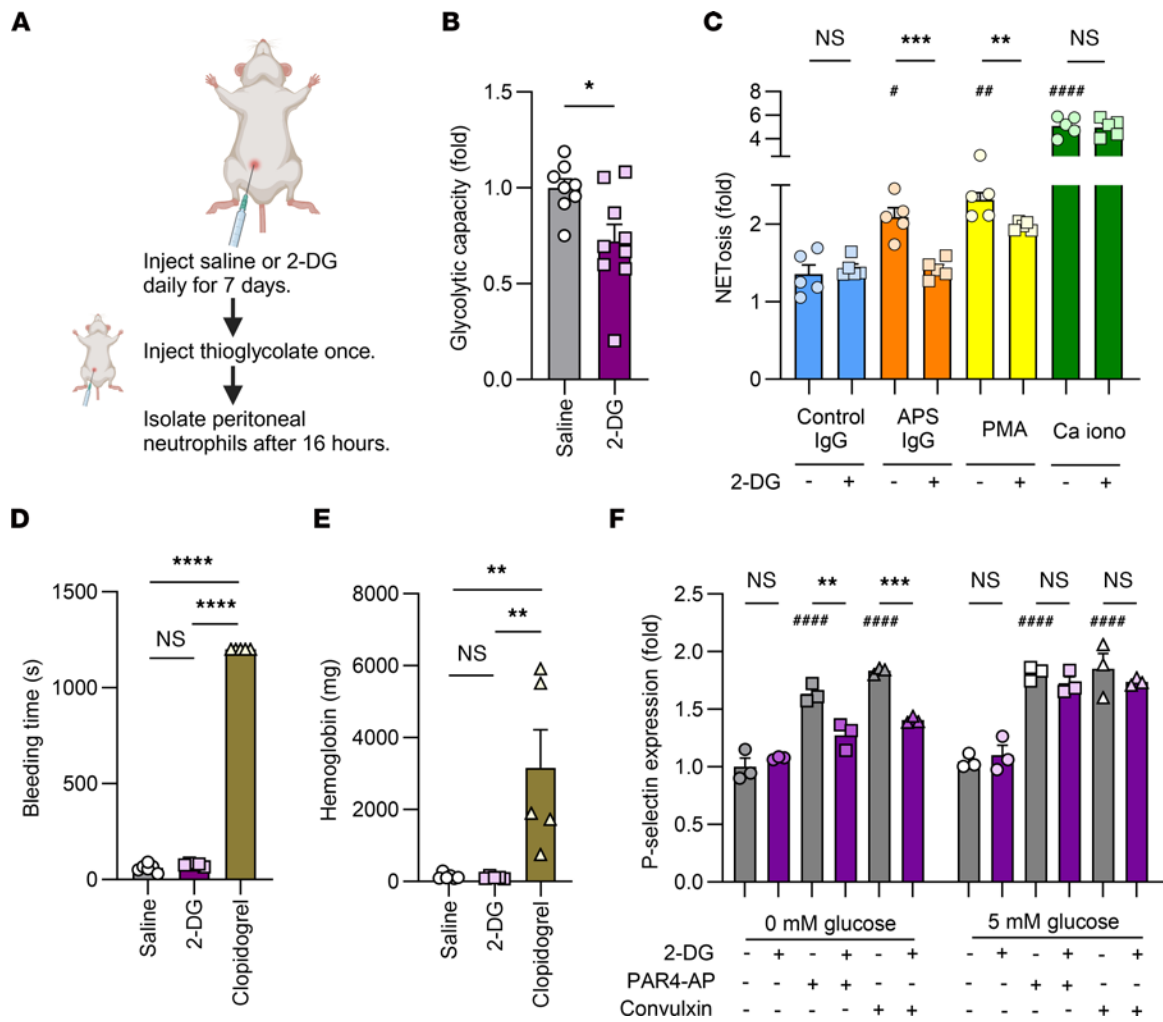 A
Inject saline or 2-DG
daily for 7 days.
Inject thioglycolate once.
Isolate peritoneal
neutrophils after 16 hours.
B
*
Glycolytic capacity (fold)
1.5
1.0
0.5
0.0
Saline
2-DG
C
NS *** ** NS
# ## ####
NETosis (fold)
8
6
4
2
1
0
Control IgG
APS IgG
PMA
Ca iono
2-DG - + - + - + - +
D
****
****
NS
Bleeding time (s)
1500
1000
500
0
Saline
2-DG
Clopidogrel
E
**
**
NS
Hemoglobin (mg)
8000
6000
4000
2000
0
Saline
2-DG
Clopidogrel
F
NS ** *** NS NS NS
#### #### #### ####
P-selectin expression (fold)
2.5
2.0
1.5
1.0
0.5
0.0
0 mM glucose 5 mM glucose
2-DG - + - + - + - + - + - +
PAR4-AP - - + + - - - - + + - -
Convulxin - - - - + + - - - - + +